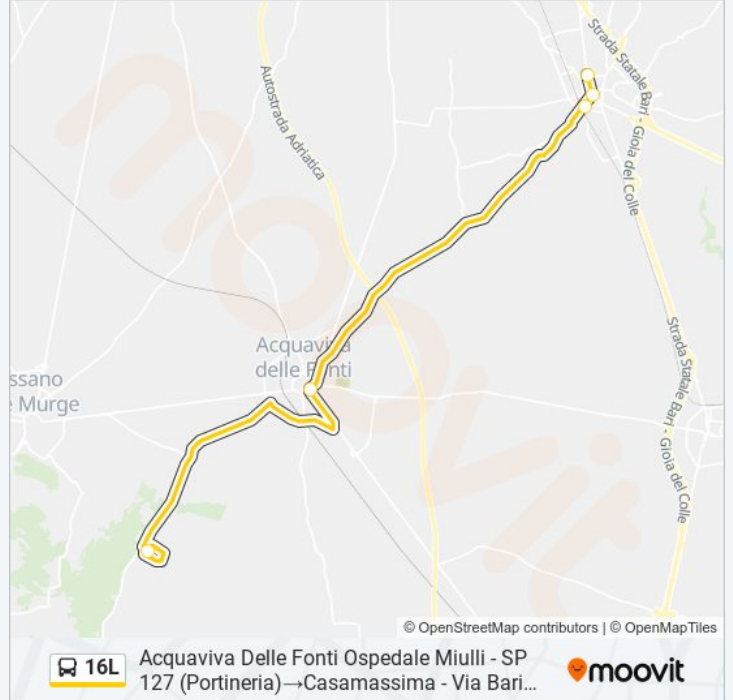 Strada Statale Bari - Gioia del Colle
Autostrada Adriatica
Acquaviva
delle Fonti
ssano
Murge
Strada Statale Bari - Gioia del Colle
moovit
© OpenStreetMap contributors | © OpenMapTiles
16L
Acquaviva Delle Fonti Ospedale Miulli - SP
127 (Portineria)→Casamassima - Via Bari...
moovit